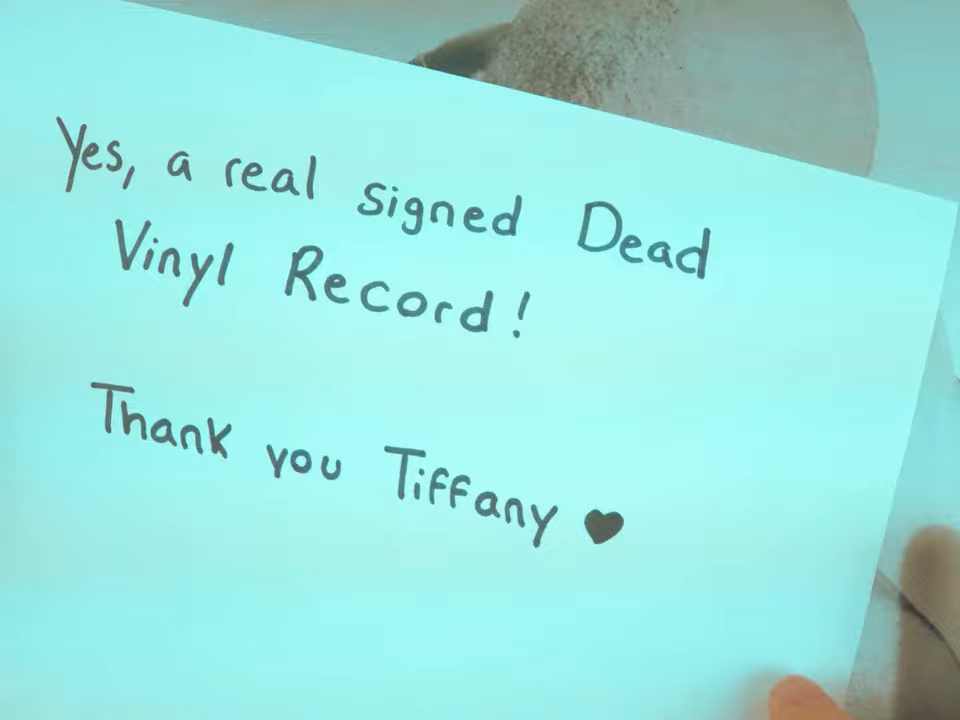 Yes, a real signed Dead
Vinyl Record!
Thank you Tiffany ♥